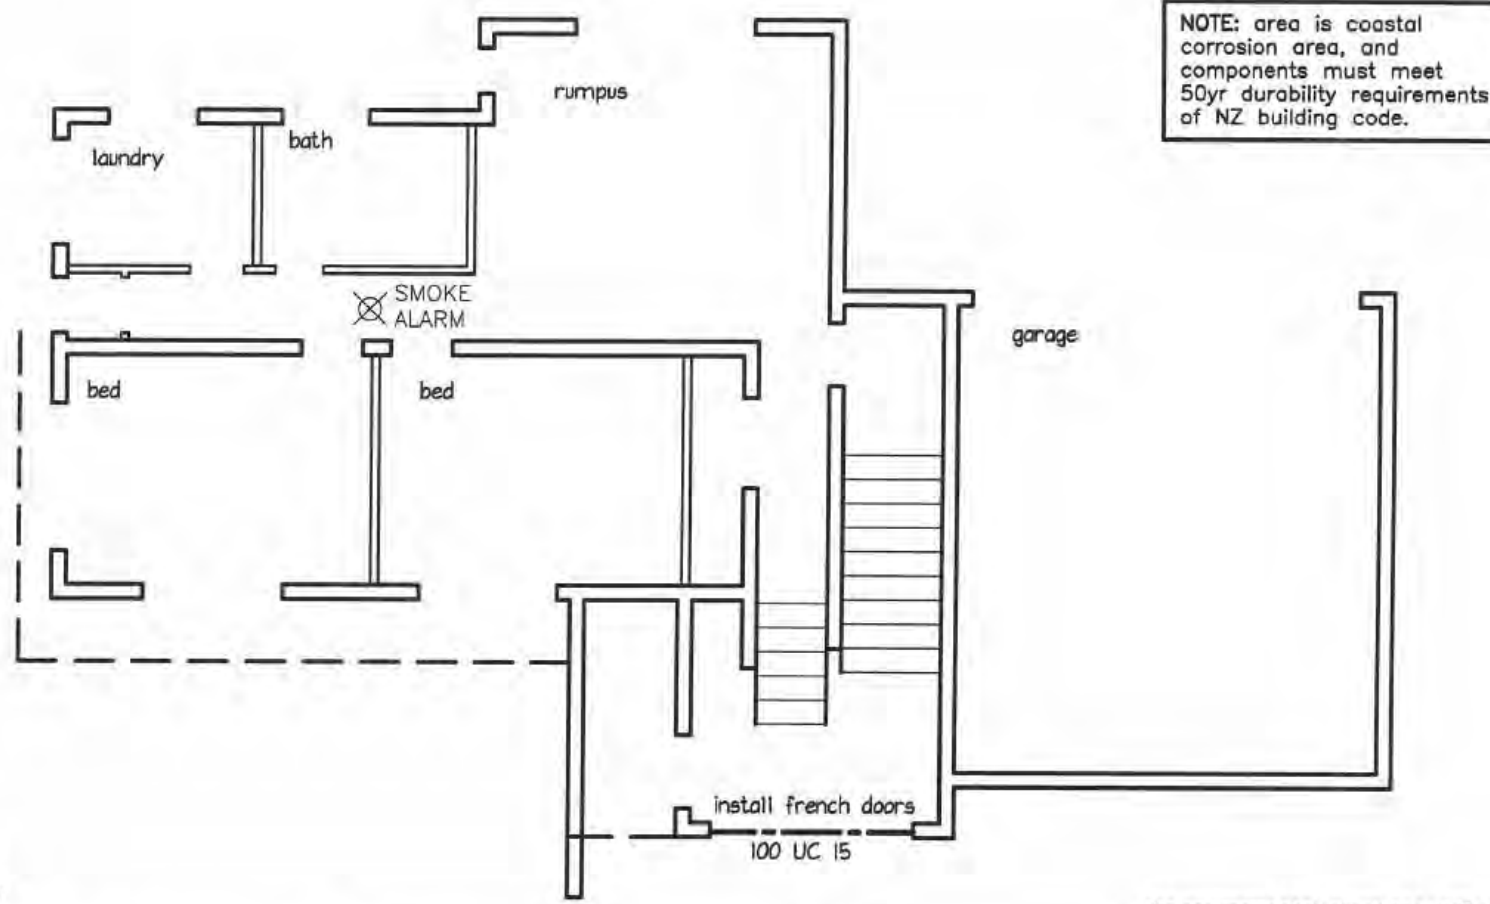 NOTE: area is coastal
corrosion area, and
components must meet
50yr durability requirements
of NZ building code.
rumpus
bath
laundry
SMOKE
ALARM
garage
bed
bed
install french doors
100 UC 15